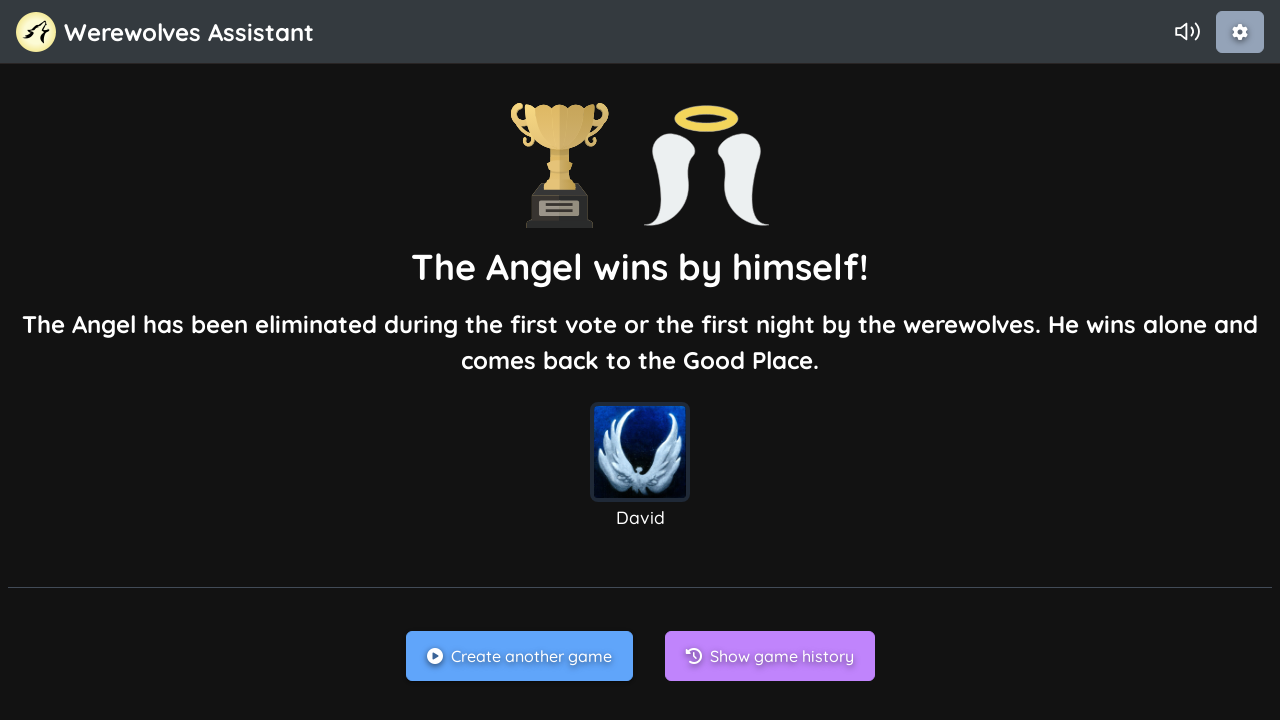 Werewolves Assistant
The Angel wins by himself!
The Angel has been eliminated during the first vote or the first night by the werewolves. He wins alone and
comes back to the Good Place.
David
Create another game
Show game history